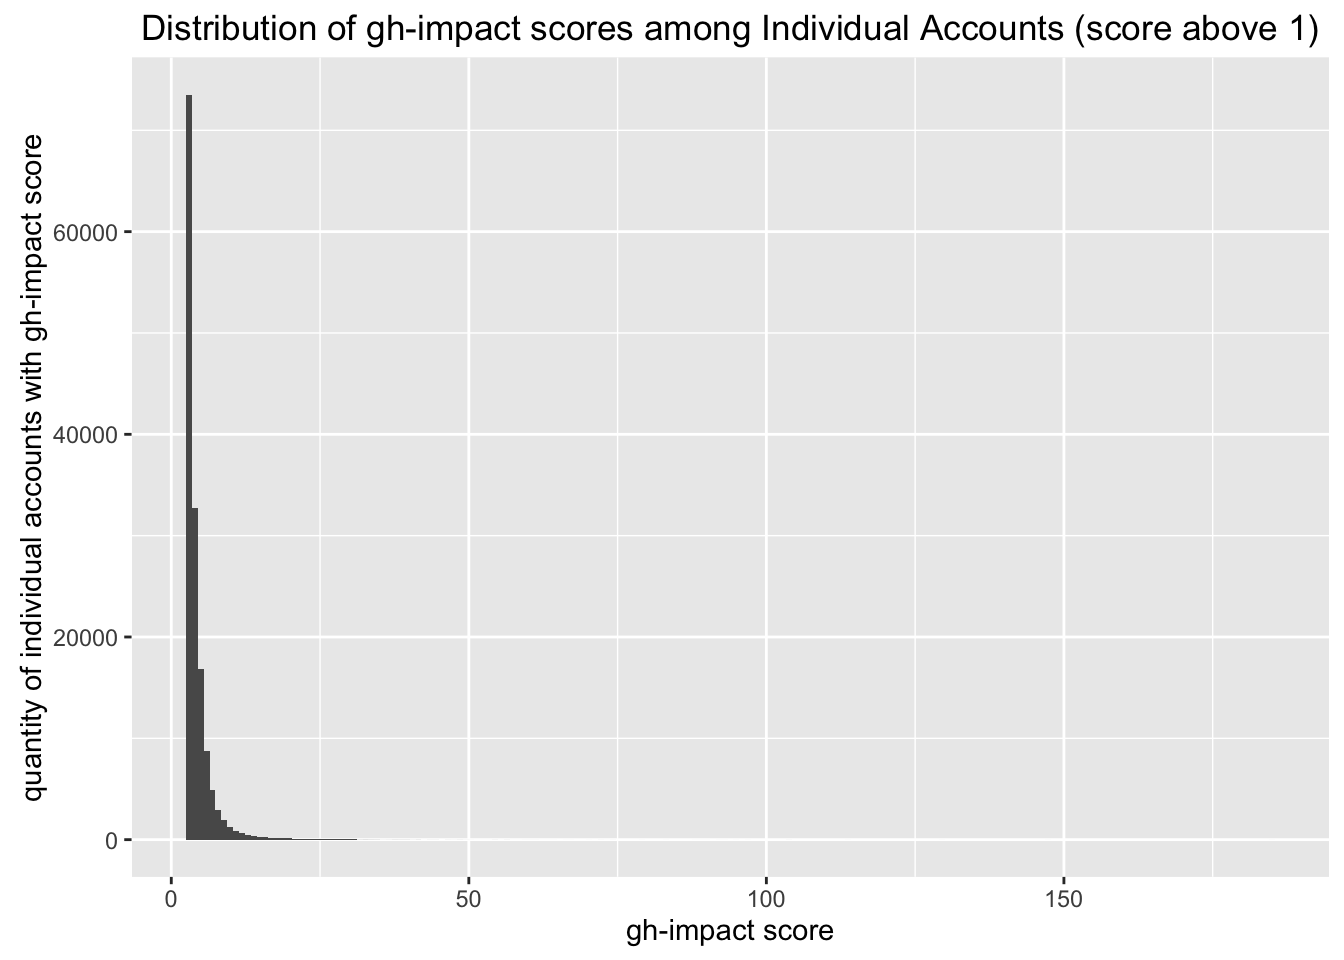 Distribution of gh-impact scores among Individual Accounts (score above 1)
quantity of individual accounts with gh-impact score
60000
40000
20000
0
0 50 100 150
gh-impact score